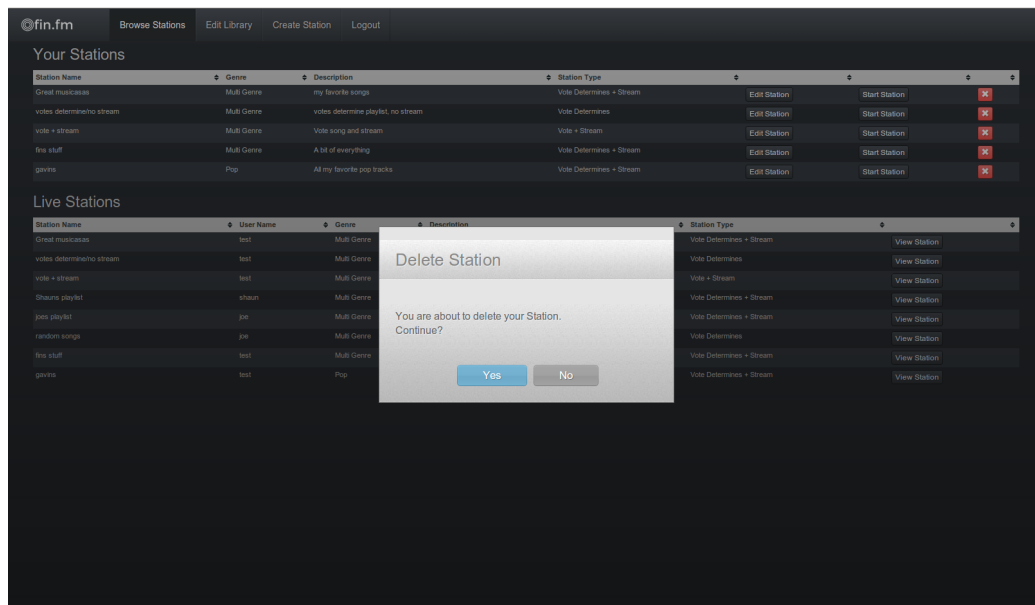 fin.fm Browse Stations Edit Library Create Station Logout
Your Stations
Station Name Genre Description Station Type
Great musicasas Multi Genre my favorite songs Vote Determines + Stream Edit Station Start Station
votes determine/no stream Multi Genre votes determine playlist, no stream Vote Determines Edit Station Start Station
vote + stream Multi Genre Vote song and stream Vote + Stream Edit Station Start Station
fins stuff Multi Genre A bit of everything Vote Determines + Stream Edit Station Start Station
gavins Pop All my favorite pop tracks Vote Determines + Stream Edit Station Start Station
Live Stations
Station Name User Name Genre Description Station Type
Great musicasas test Multi Genre Vote Determines + Stream View Station
votes determine/no stream test Multi Genre Vote Determines View Station
vote + stream test Multi Genre Vote + Stream View Station
Shauns playlist shaun Multi Genre Vote Determines + Stream View Station
joes playlist joe Multi Genre Vote Determines + Stream View Station
random songs joe Multi Genre Vote Determines View Station
fins stuff test Multi Genre Vote Determines + Stream View Station
gavins test Pop Vote Determines + Stream View Station
Delete Station
You are about to delete your Station.
Continue?
Yes No